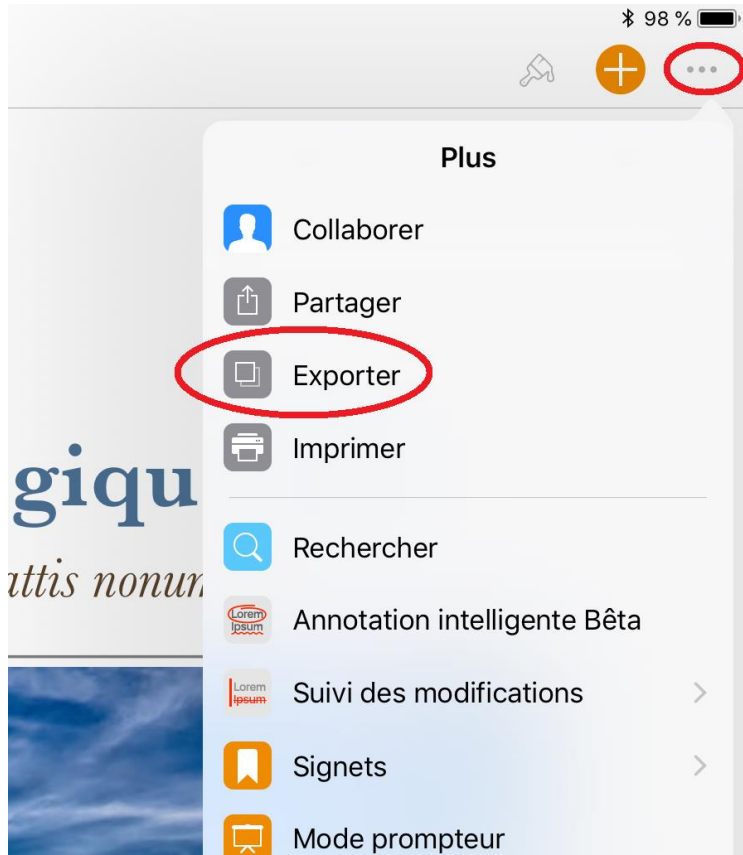 98 %
Plus
Collaborer
Partager
Exporter
Imprimer
giqu
attis nonun
Rechercher
Lorem
Ipsum
Annotation intelligente Bêta
Lorem
Ipsum
Suivi des modifications
Signets
Mode prompteur